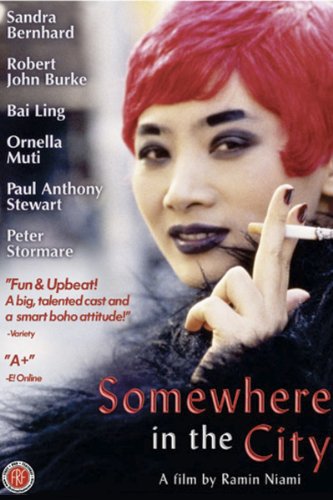 Sandra
Bernhard
Robert
John Burke
Bai Ling
Ornella
Muti
Paul Anthony
Stewart
Peter
Stormare
"Fun & Upbeat!
A big, talented cast and
a smart boho attitude!"
-Variety
"A+"
-E! Online
Somewhere
in the City
A film by Ramin Niami
FRF